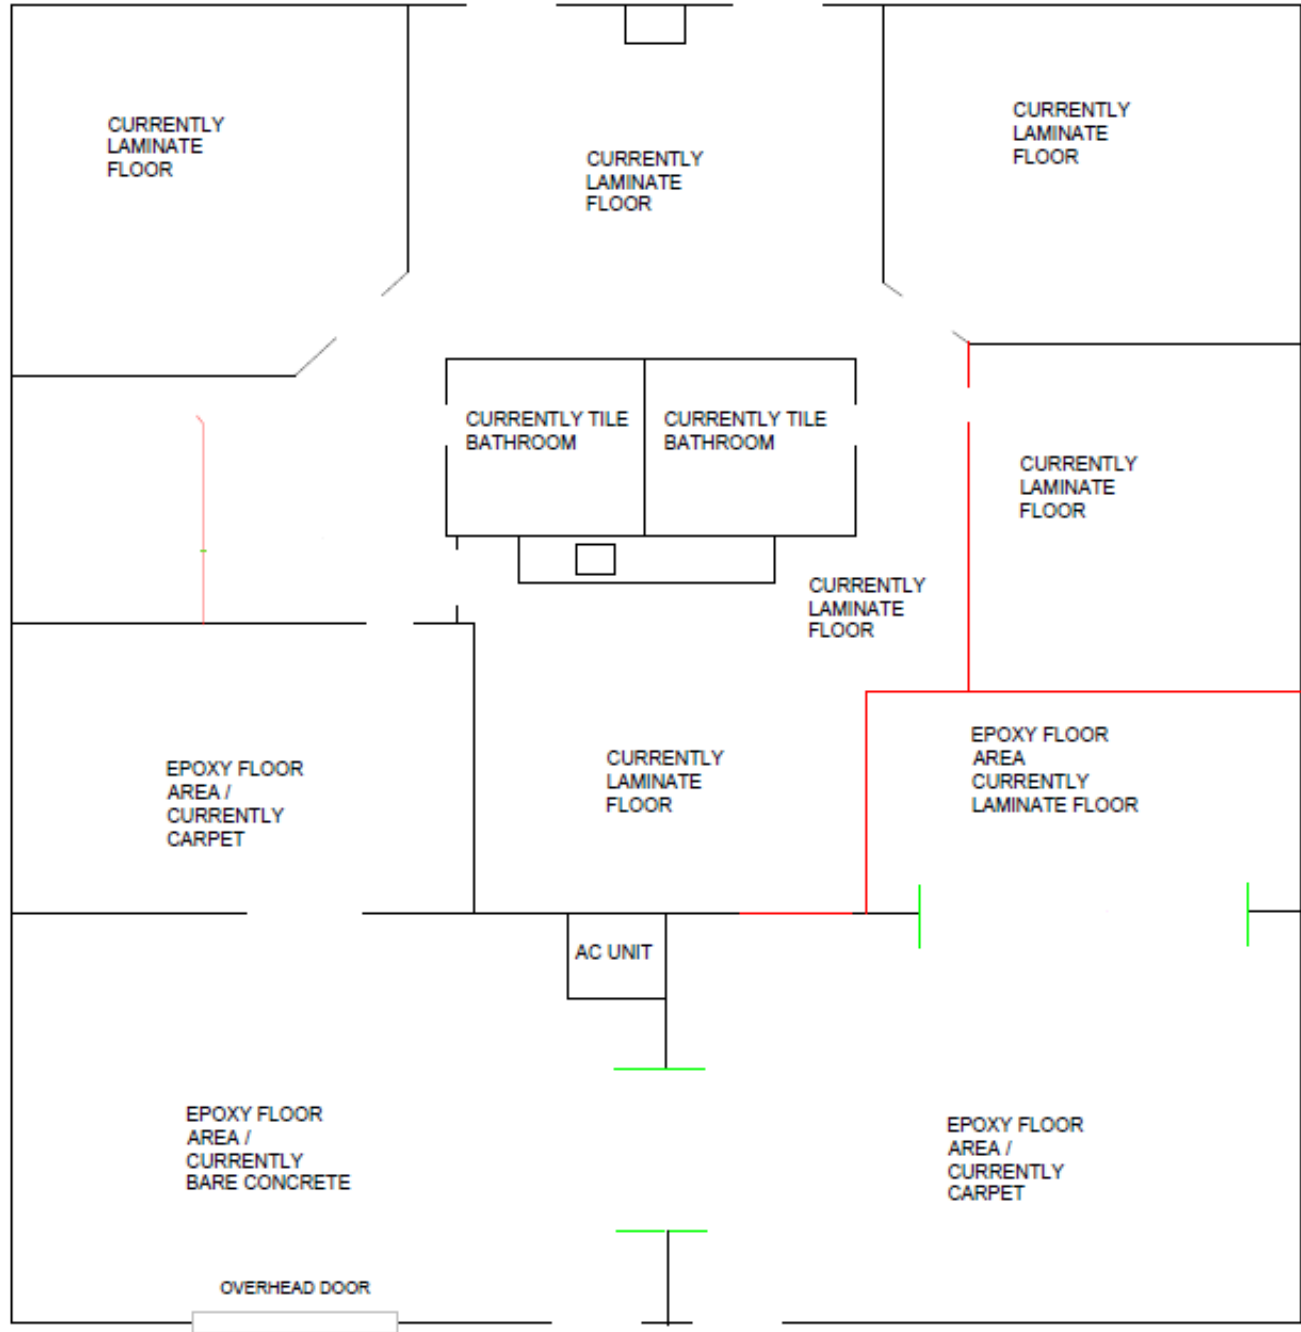 CURRENTLY
LAMINATE
FLOOR
CURRENTLY
LAMINATE
FLOOR
CURRENTLY
LAMINATE
FLOOR
CURRENTLY TILE
BATHROOM
CURRENTLY TILE
BATHROOM
CURRENTLY
LAMINATE
FLOOR
CURRENTLY
LAMINATE
FLOOR
EPOXY FLOOR
AREA /
CURRENTLY
CARPET
CURRENTLY
LAMINATE
FLOOR
EPOXY FLOOR
AREA
CURRENTLY
LAMINATE FLOOR
AC UNIT
EPOXY FLOOR
AREA /
CURRENTLY
BARE CONCRETE
EPOXY FLOOR
AREA /
CURRENTLY
CARPET
OVERHEAD DOOR